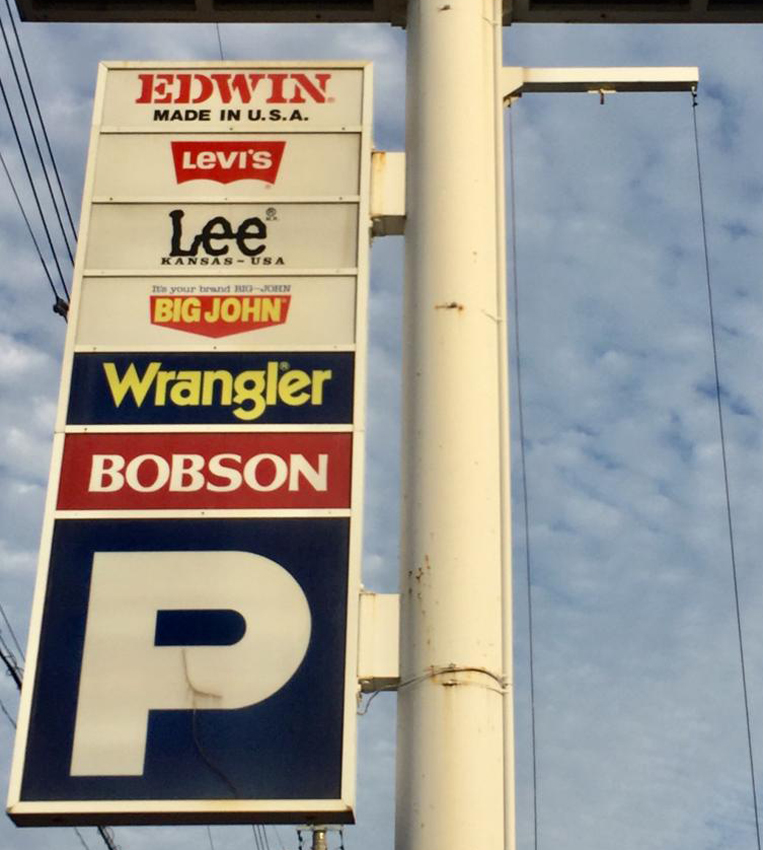 EDWIN
MADE IN U.S.A.
LEVI'S
Lee®
KANSAS-USA
It's your brand BIG-JOHN
BIG JOHN
Wrangler®
BOBSON
P